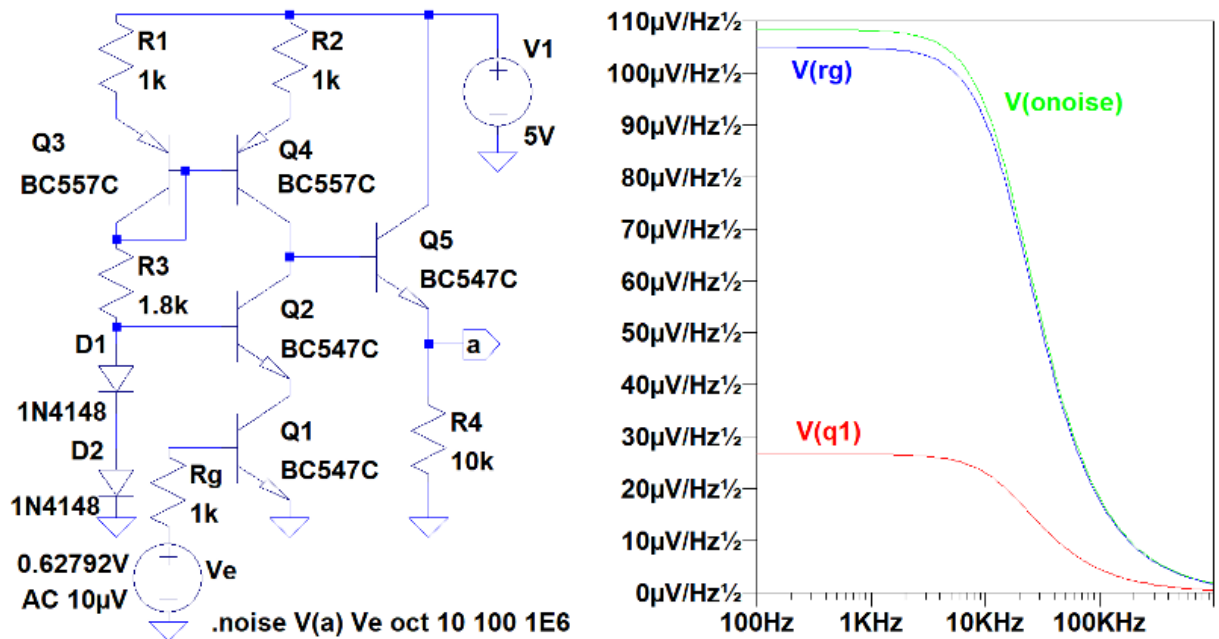 R1
1k
R2
1k
V1
5V
Q3
BC557C
Q4
BC557C
Q5
BC547C
R3
1.8k
Q2
BC547C
a
D1
1N4148
D2
1N4148
Q1
BC547C
R4
10k
Rg
1k
0.62792V
AC 10µV
Ve
.noise V(a) Ve oct 10 100 1E6
110µV/Hz½
100µV/Hz½
90µV/Hz½
80µV/Hz½
70µV/Hz½
60µV/Hz½
50µV/Hz½
40µV/Hz½
30µV/Hz½
20µV/Hz½
10µV/Hz½
0µV/Hz½
V(rg)
V(onoise)
V(q1)
100Hz
1KHz
10KHz
100KHz